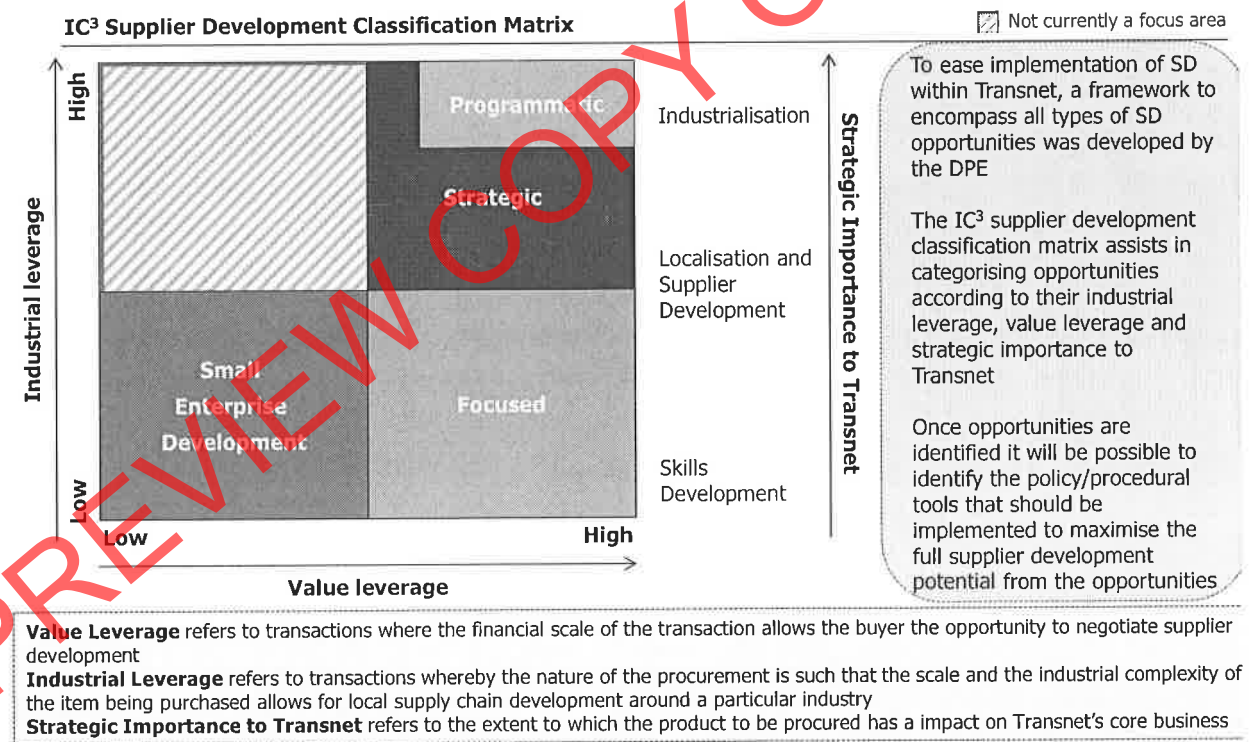 IC³ Supplier Development Classification Matrix
Not currently a focus area
High
Industrial leverage
Low
Programmatic
Strategic
Small
Enterprise
Development
Focused
Low
High
Value leverage
Industrialisation
Localisation and
Supplier
Development
Skills
Development
Strategic Importance to Transnet
To ease implementation of SD
within Transnet, a framework to
encompass all types of SD
opportunities was developed by
the DPE
The IC³ supplier development
classification matrix assists in
categorising opportunities
according to their industrial
leverage, value leverage and
strategic importance to
Transnet
Once opportunities are
identified it will be possible to
identify the policy/procedural
tools that should be
implemented to maximise the
full supplier development
potential from the opportunities
Value Leverage refers to transactions where the financial scale of the transaction allows the buyer the opportunity to negotiate supplier
development
Industrial Leverage refers to transactions whereby the nature of the procurement is such that the scale and the industrial complexity of
the item being purchased allows for local supply chain development around a particular industry
Strategic Importance to Transnet refers to the extent to which the product to be procured has a impact on Transnet's core business
PREVIEW COPY